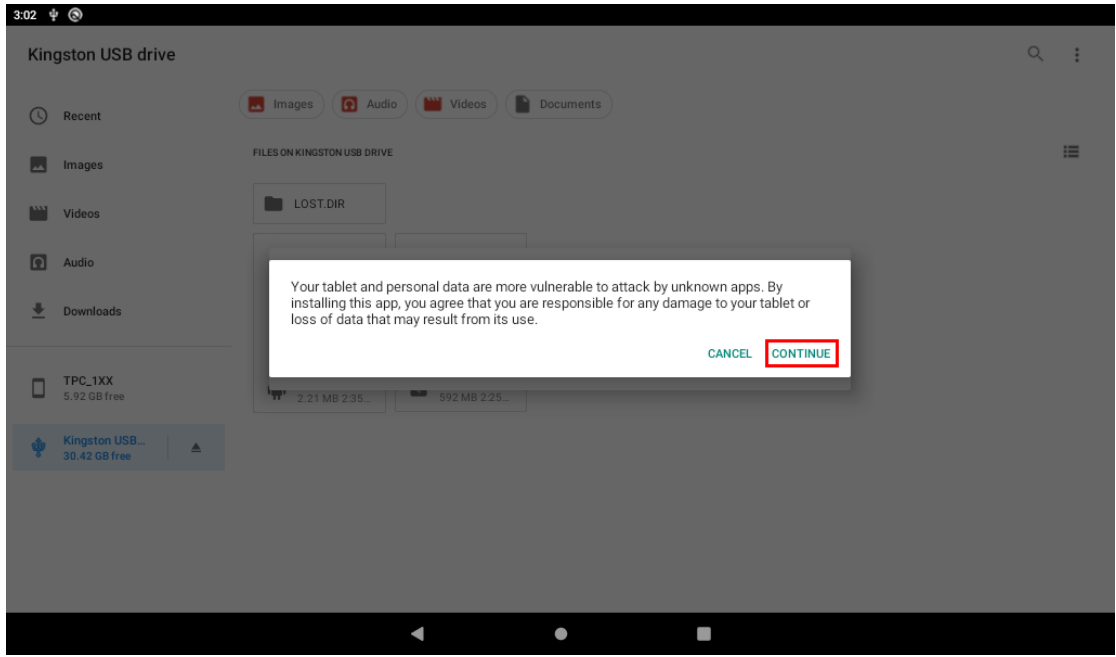 3:02
Kingston USB drive
Recent
Images
Videos
Audio
Downloads
TPC_1XX
5.92 GB free
Kingston USB...
30.42 GB free
Images Audio Videos Documents
FILES ON KINGSTON USB DRIVE
LOST.DIR
Your tablet and personal data are more vulnerable to attack by unknown apps. By
installing this app, you agree that you are responsible for any damage to your tablet or
loss of data that may result from its use.
CANCEL CONTINUE
2.21 MB 2:35... 592 MB 2:25...